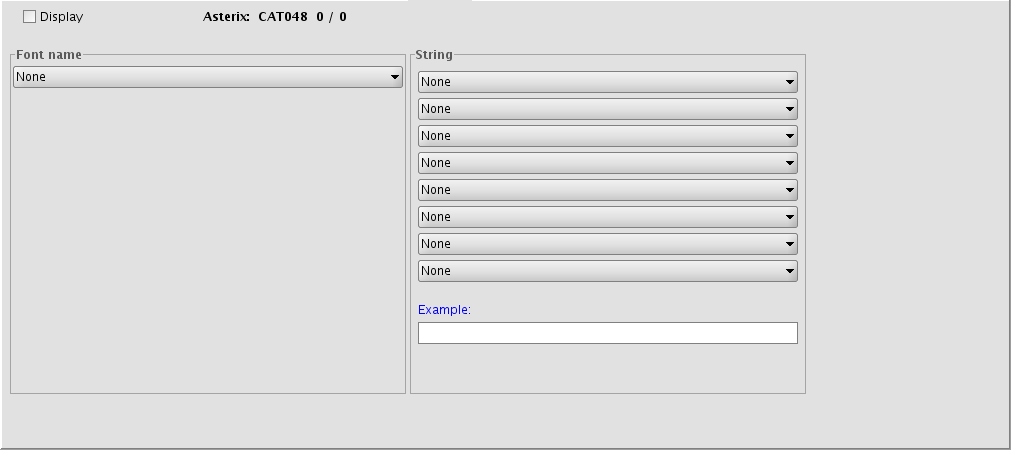 Display
Asterix: CAT048 0 / 0
Font name
None
String
None
None
None
None
None
None
None
None
Example: